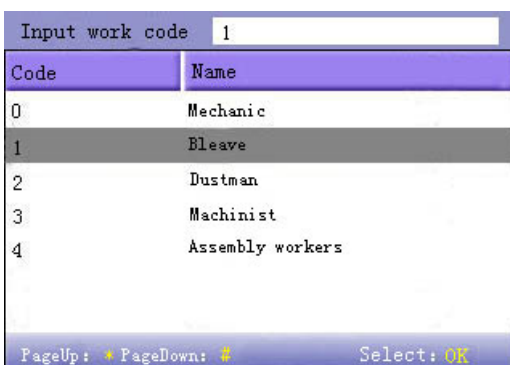 Input work code 1
Code Name
0 Mechanic
1 Bleave
2 Dustman
3 Machinist
4 Assembly workers
PageUp: * PageDown: # Select: OK